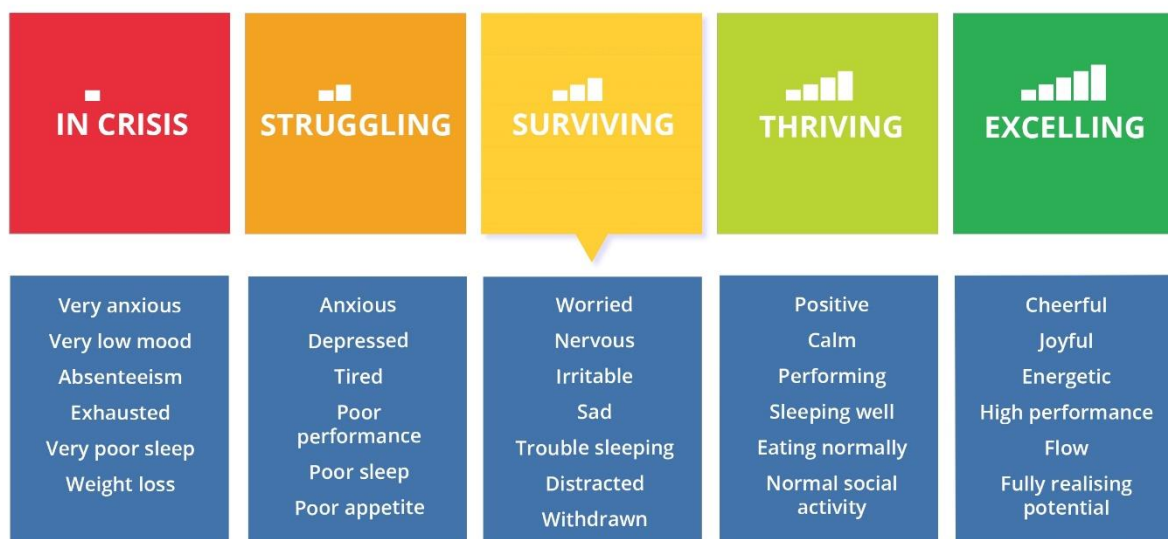 IN CRISIS
STRUGGLING
SURVIVING
THRIVING
EXCELLING
Very anxious
Very low mood
Absenteeism
Exhausted
Very poor sleep
Weight loss
Anxious
Depressed
Tired
Poor
performance
Poor sleep
Poor appetite
Worried
Nervous
Irritable
Sad
Trouble sleeping
Distracted
Withdrawn
Positive
Calm
Performing
Sleeping well
Eating normally
Normal social
activity
Cheerful
Joyful
Energetic
High performance
Flow
Fully realising
potential